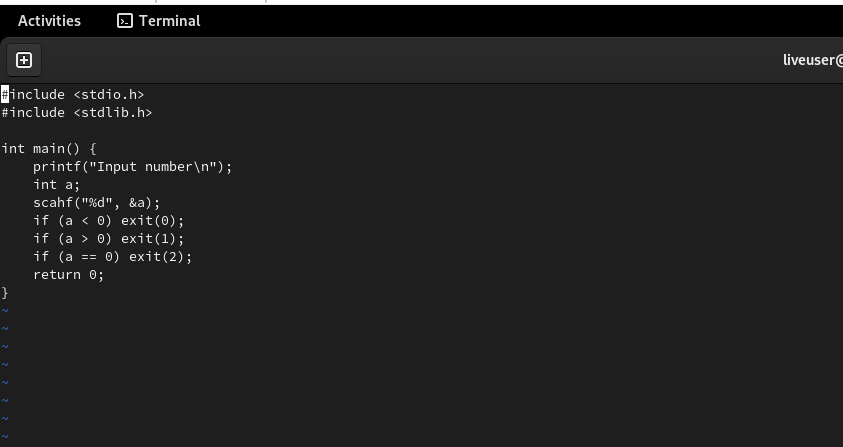 Activities Terminal
liveuser@
#include <stdio.h>
#include <stdlib.h>
int main() {
    printf("Input number\n");
    int a;
    scahf("%d", &a);
    if (a < 0) exit(0);
    if (a > 0) exit(1);
    if (a == 0) exit(2);
    return 0;
}
~
~
~
~
~
~
~
~